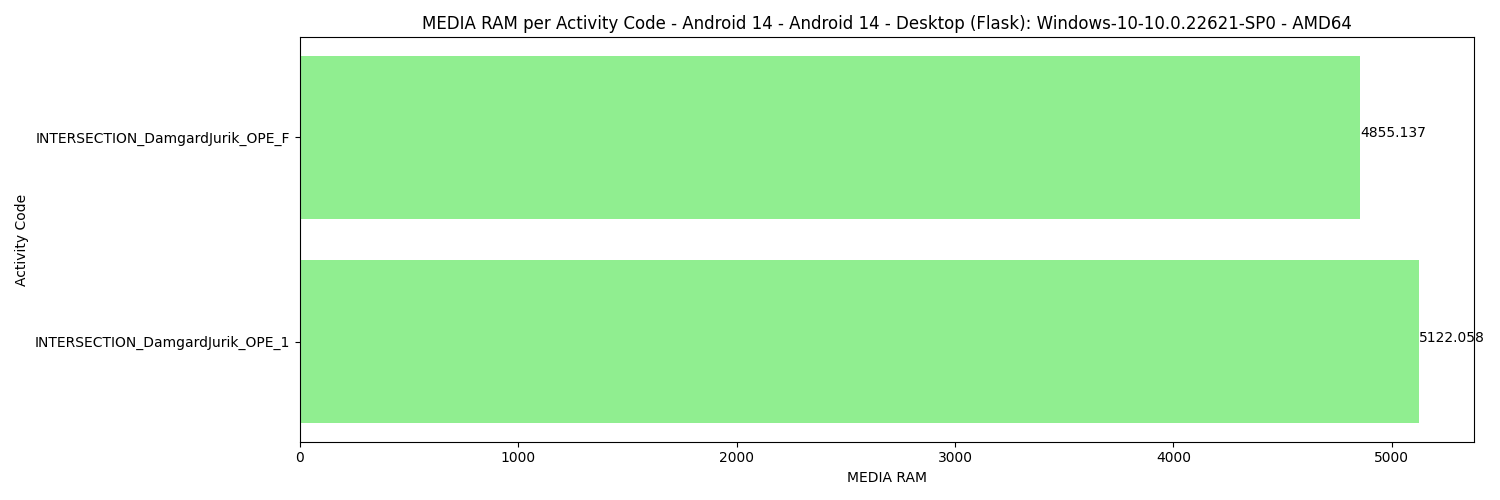 MEDIA RAM per Activity Code - Android 14 - Android 14 - Desktop (Flask): Windows-10-10.0.22621-SP0 - AMD64
INTERSECTION_DamgardJurik_OPE_F
4855.137
Activity Code
INTERSECTION_DamgardJurik_OPE_1
5122.058
0 1000 2000 3000 4000 5000
MEDIA RAM